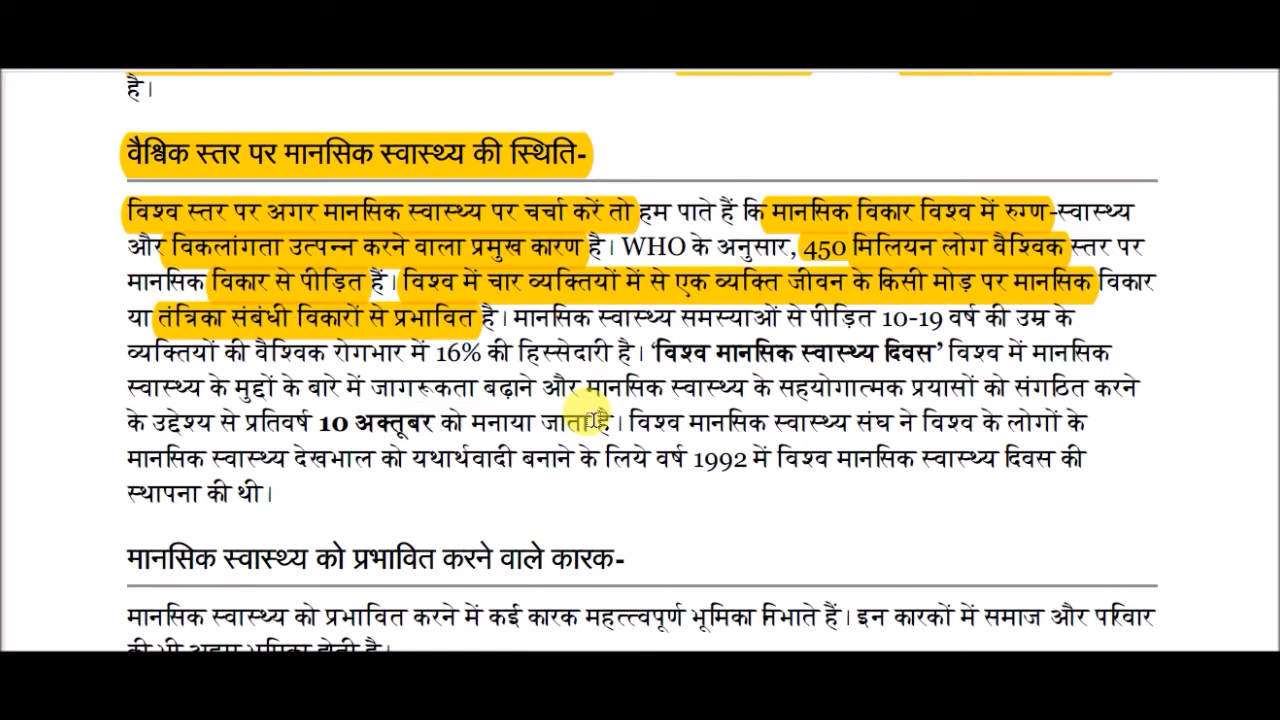 है।
वैश्विक स्तर पर मानसिक स्वास्थ्य की स्थिति-
विश्व स्तर पर अगर मानसिक स्वास्थ्य पर चर्चा करें तो हम पाते हैं कि मानसिक विकार विश्व में रुग्ण-स्वास्थ्य
और विकलांगता उत्पन्न करने वाला प्रमुख कारण है। WHO के अनुसार, 450 मिलियन लोग वैश्विक स्तर पर
मानसिक विकार से पीड़ित हैं। विश्व में चार व्यक्तियों में से एक व्यक्ति जीवन के किसी मोड़ पर मानसिक विकार
या तंत्रिका संबंधी विकारों से प्रभावित है। मानसिक स्वास्थ्य समस्याओं से पीड़ित 10-19 वर्ष की उम्र के
व्यक्तियों की वैश्विक रोगभार में 16% की हिस्सेदारी है। ‘विश्व मानसिक स्वास्थ्य दिवस’ विश्व में मानसिक
स्वास्थ्य के मुद्दों के बारे में जागरूकता बढ़ाने और मानसिक स्वास्थ्य के सहयोगात्मक प्रयासों को संगठित करने
के उद्देश्य से प्रतिवर्ष 10 अक्तूबर को मनाया जाता है। विश्व मानसिक स्वास्थ्य संघ ने विश्व के लोगों के
मानसिक स्वास्थ्य देखभाल को यथार्थवादी बनाने के लिये वर्ष 1992 में विश्व मानसिक स्वास्थ्य दिवस की
स्थापना की थी।
मानसिक स्वास्थ्य को प्रभावित करने वाले कारक-
मानसिक स्वास्थ्य को प्रभावित करने में कई कारक महत्त्वपूर्ण भूमिका निभाते हैं। इन कारकों में समाज और परिवार
की भी अहम भूमिका होती है।